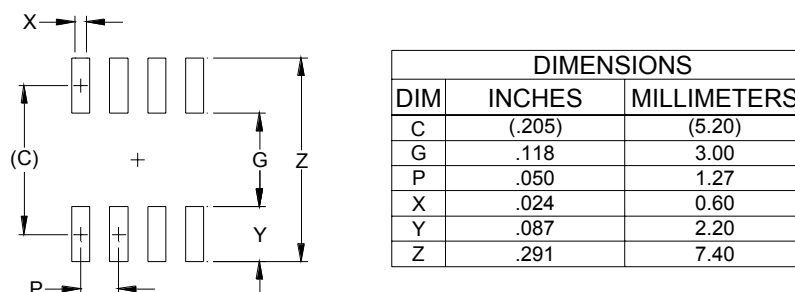 X
(C)
G
Z
Y
P
DIMENSIONS
DIM INCHES MILLIMETERS
C (.205) (5.20)
G .118 3.00
P .050 1.27
X .024 0.60
Y .087 2.20
Z .291 7.40